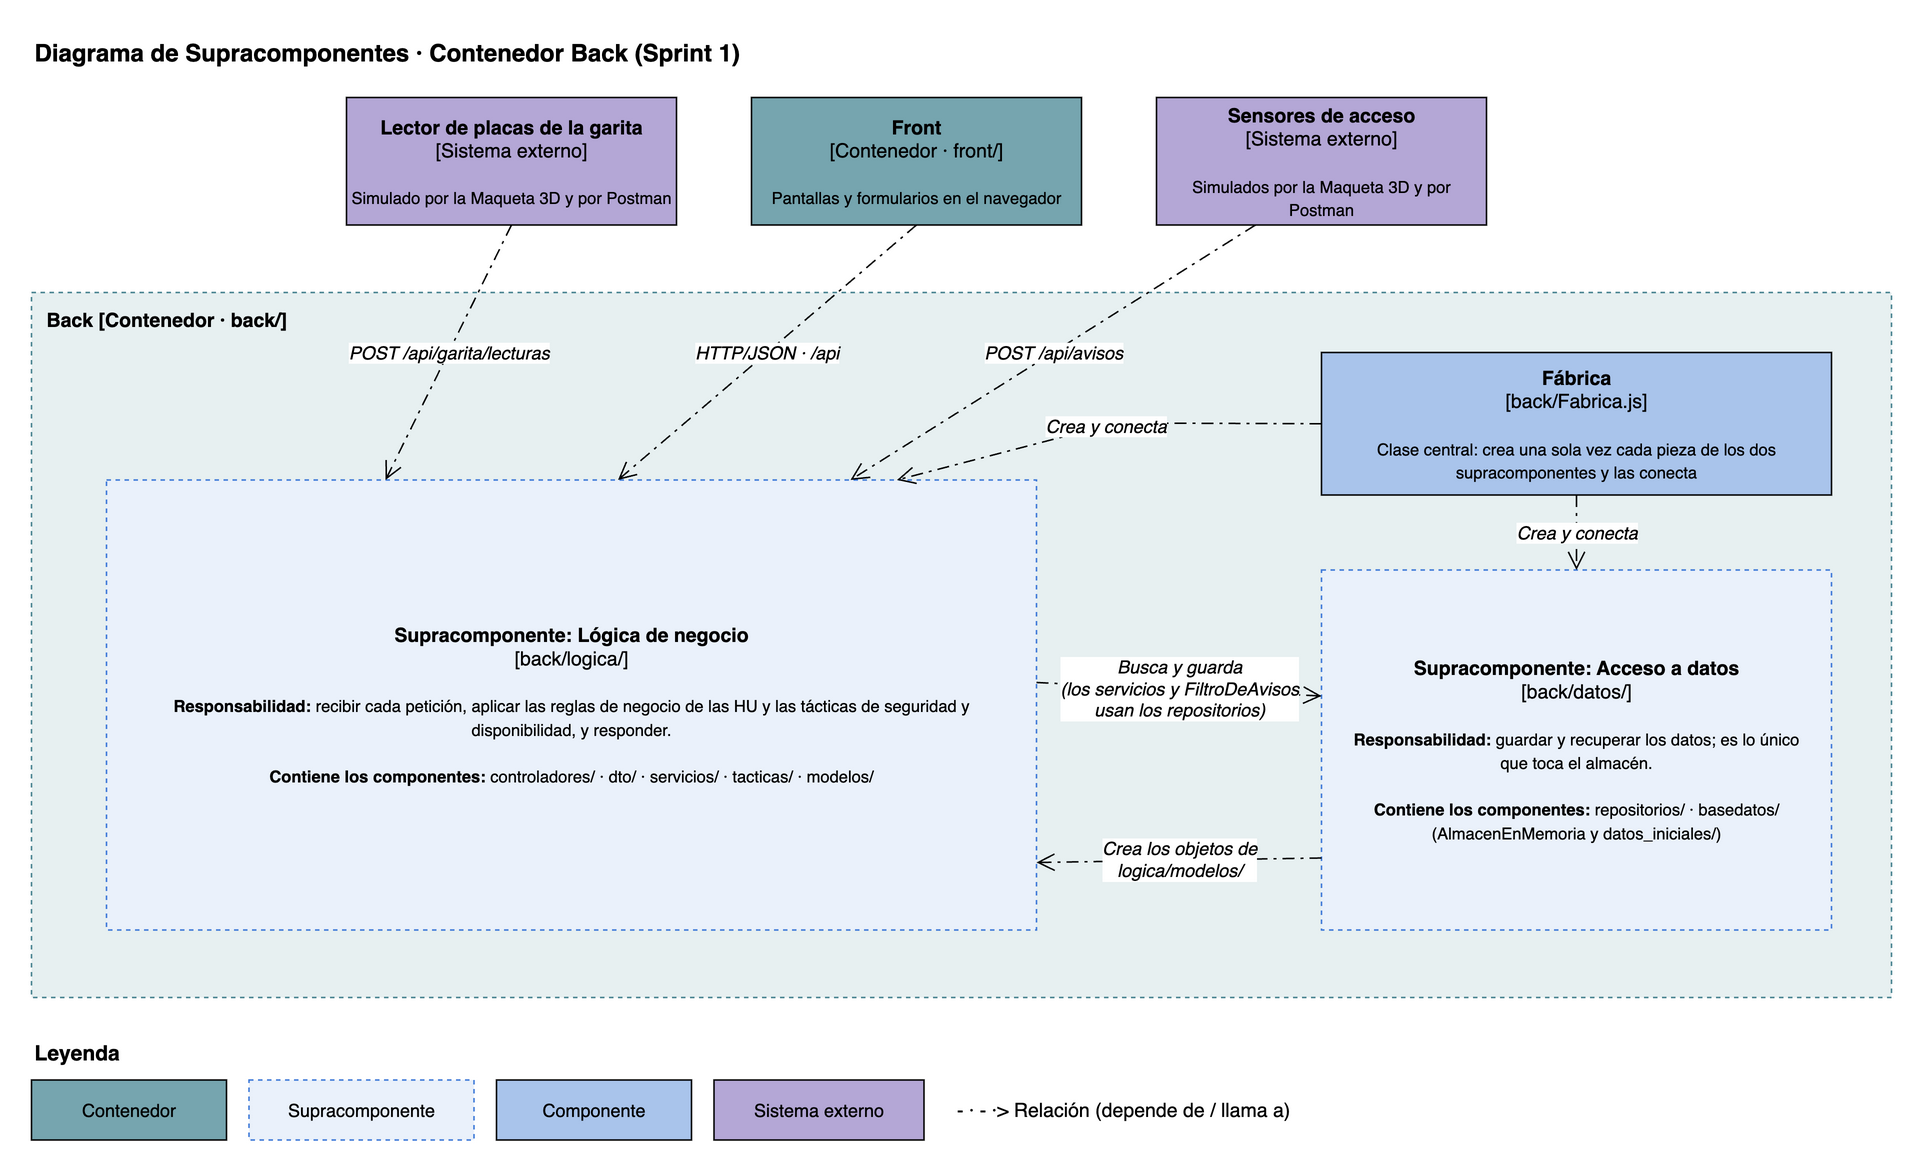 Diagrama de Supracomponentes · Contenedor Back (Sprint 1)
Lector de placas de la garita
[Sistema externo]
Simulado por la Maqueta 3D y por Postman
Front
[Contenedor · front/]
Pantallas y formularios en el navegador
Sensores de acceso
[Sistema externo]
Simulados por la Maqueta 3D y por
Postman
Back [Contenedor · back/]
POST /api/garita/lecturas
HTTP/JSON · /api
POST /api/avisos
Fábrica
[back/Fabrica.js]
Clase central: crea una sola vez cada pieza de los dos
supracomponentes y las conecta
Crea y conecta
Crea y conecta
Supracomponente: Lógica de negocio
[back/logica/]
Responsabilidad: recibir cada petición, aplicar las reglas de negocio de las HU y las tácticas de seguridad y
disponibilidad, y responder.
Contiene los componentes: controladores/ · dto/ · servicios/ · tacticas/ · modelos/
Busca y guarda
(los servicios y FiltroDeAvisos
usan los repositorios)
Supracomponente: Acceso a datos
[back/datos/]
Responsabilidad: guardar y recuperar los datos; es lo único
que toca el almacén.
Contiene los componentes: repositorios/ · basedatos/
(AlmacenEnMemoria y datos_iniciales/)
Crea los objetos de
logica/modelos/
Leyenda
Contenedor
Supracomponente
Componente
Sistema externo
Relación (depende de / llama a)